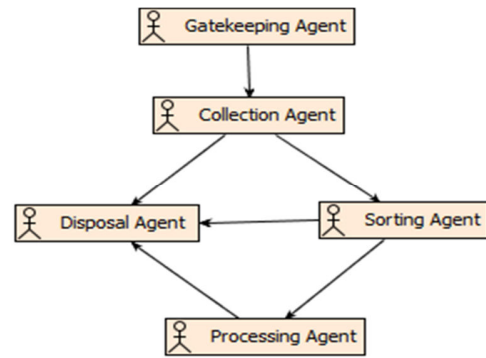 Gatekeeping Agent
Collection Agent
Disposal Agent
Sorting Agent
Processing Agent